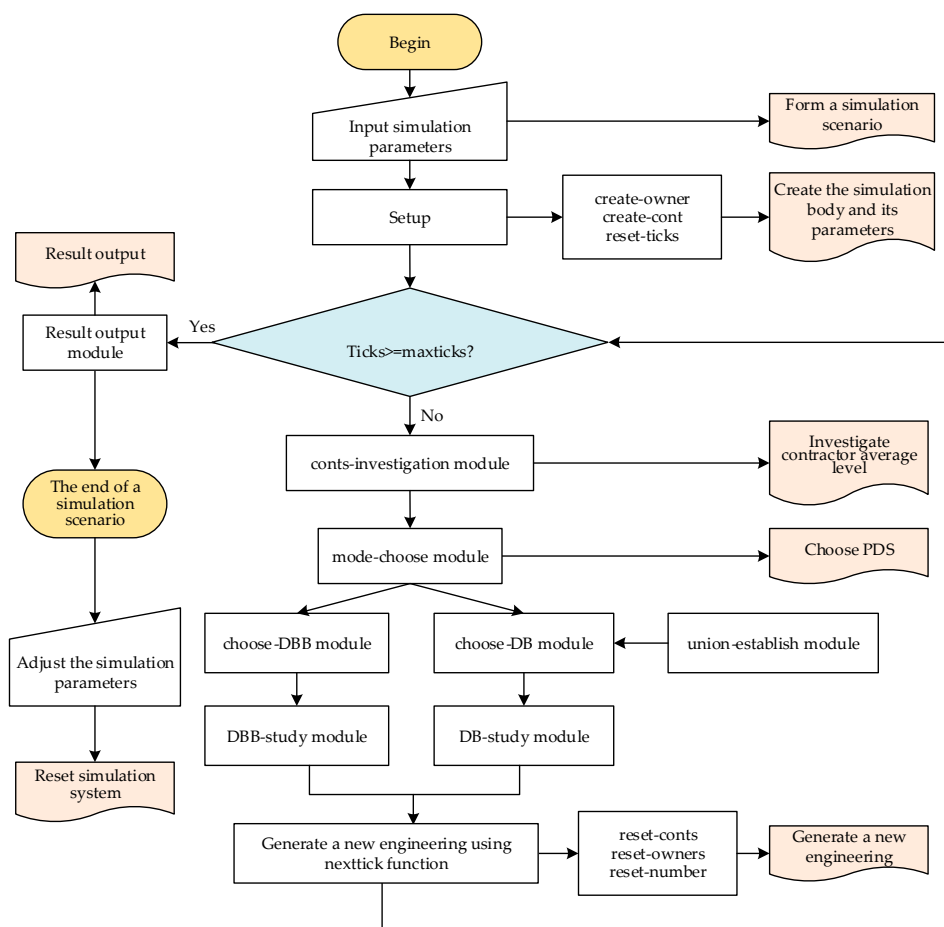 Begin
Input simulation
parameters
Form a simulation
scenario
Setup
create-owner
create-cont
reset-ticks
Create the simulation
body and its
parameters
Result output
Result output
module
Yes
Ticks>=maxticks?
No
conts-investigation module
Investigate
contractor average
level
The end of a
simulation
scenario
mode-choose module
Choose PDS
choose-DBB module
choose-DB module
union-establish module
Adjust the simulation
parameters
DBB-study module
DB-study module
Reset simulation
system
Generate a new engineering using
nexttick function
reset-conts
reset-owners
reset-number
Generate a new
engineering